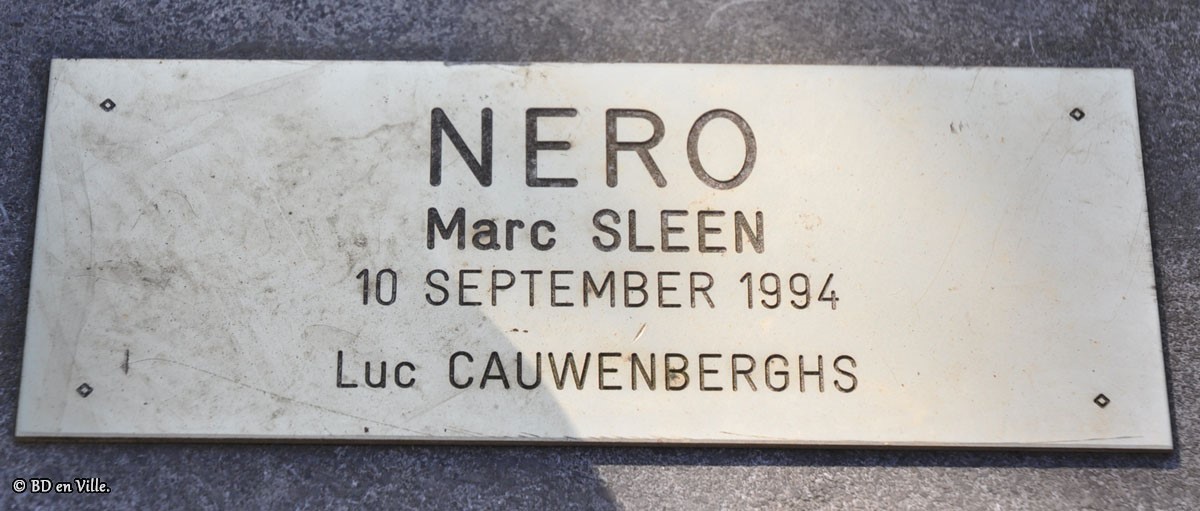 NERO
Marc SLEEN
10 SEPTEMBER 1994
Luc CAUWENBERGHS
© BD en Ville.